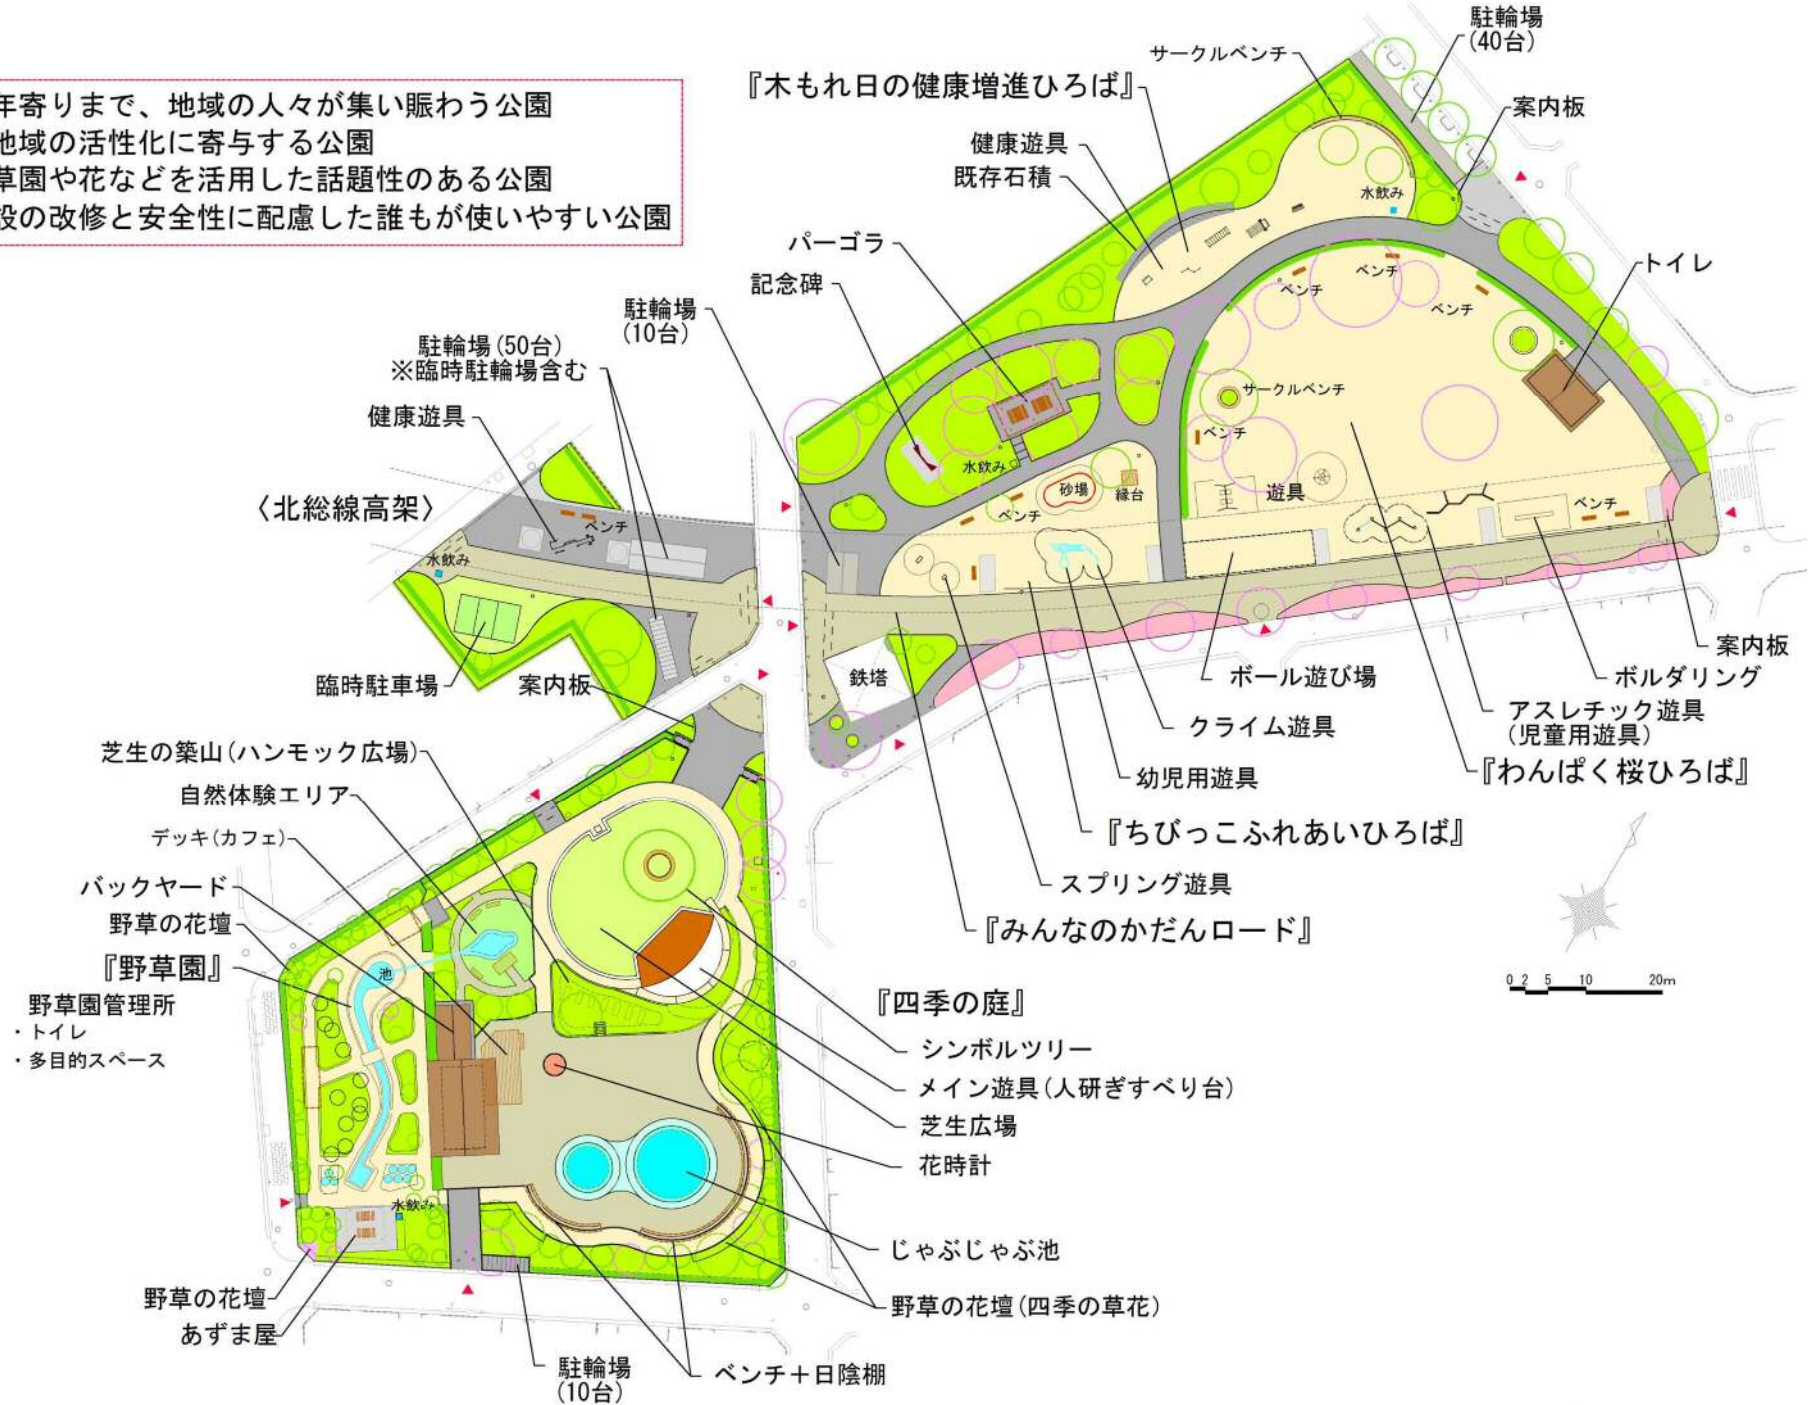 年寄りまで、地域の人々が集い賑わう公園
地域の活性化に寄与する公園
草園や花などを活用した話題性のある公園
設の改修と安全性に配慮した誰もが使いやすい公園
駐輪場
(40台)
サークルベンチ
『木もれ日の健康増進ひろば』
案内板
健康遊具
既存石積
水飲み
パーゴラ
記念碑
トイレ
ベンチ
ベンチ
ベンチ
駐輪場
(10台)
駐輪場(50台)
※臨時駐輪場含む
健康遊具
サークルベンチ
ベンチ
水飲み
砂場
縁台
遊具
ベンチ
ベンチ
〈北総線高架〉
ベンチ
水飲み
臨時駐車場
案内板
鉄塔
案内板
ボルダリング
ボール遊び場
アスレチック遊具
(児童用遊具)
クライム遊具
『わんぱく桜ひろば』
幼児用遊具
『ちびっこふれあいひろば』
スプリング遊具
『みんなのかだんロード』
芝生の築山(ハンモック広場)
自然体験エリア
デッキ(カフェ)
バックヤード
野草の花壇
『野草園』
野草園管理所
・トイレ
・多目的スペース
池
0 2 5 10 20m
『四季の庭』
シンボルツリー
メイン遊具(人研ぎすべり台)
芝生広場
花時計
水飲み
じゃぶじゃぶ池
野草の花壇
野草の花壇(四季の草花)
あずま屋
駐輪場
(10台)
ベンチ+日陰棚